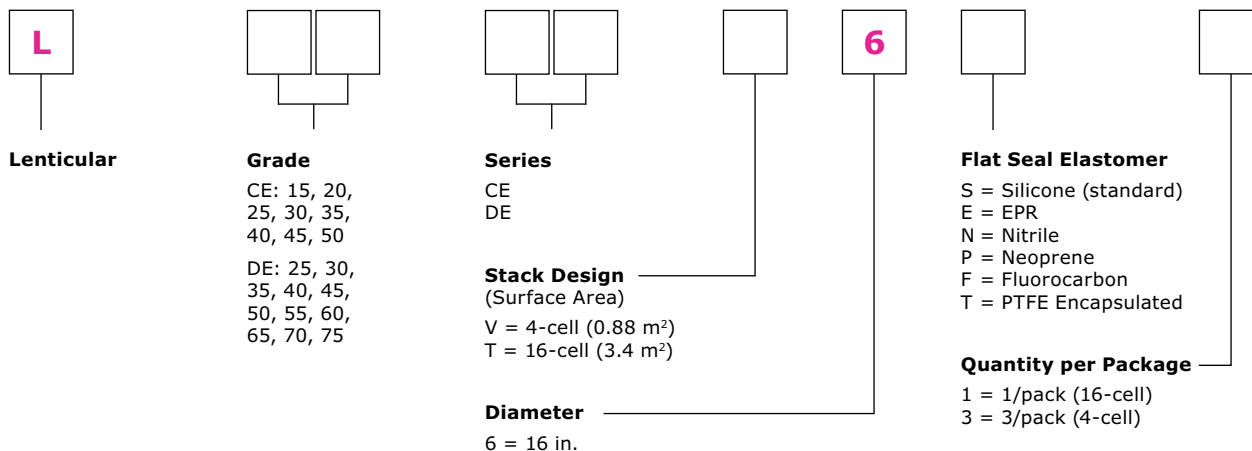 L
6
Lenticular
Grade
CE: 15, 20,
25, 30, 35,
40, 45, 50
DE: 25, 30,
35, 40, 45,
50, 55, 60,
65, 70, 75
Series
CE
DE
Stack Design
(Surface Area)
V = 4-cell (0.88 m²)
T = 16-cell (3.4 m²)
Diameter
6 = 16 in.
Flat Seal Elastomer
S = Silicone (standard)
E = EPR
N = Nitrile
P = Neoprene
F = Fluorocarbon
T = PTFE Encapsulated
Quantity per Package
1 = 1/pack (16-cell)
3 = 3/pack (4-cell)